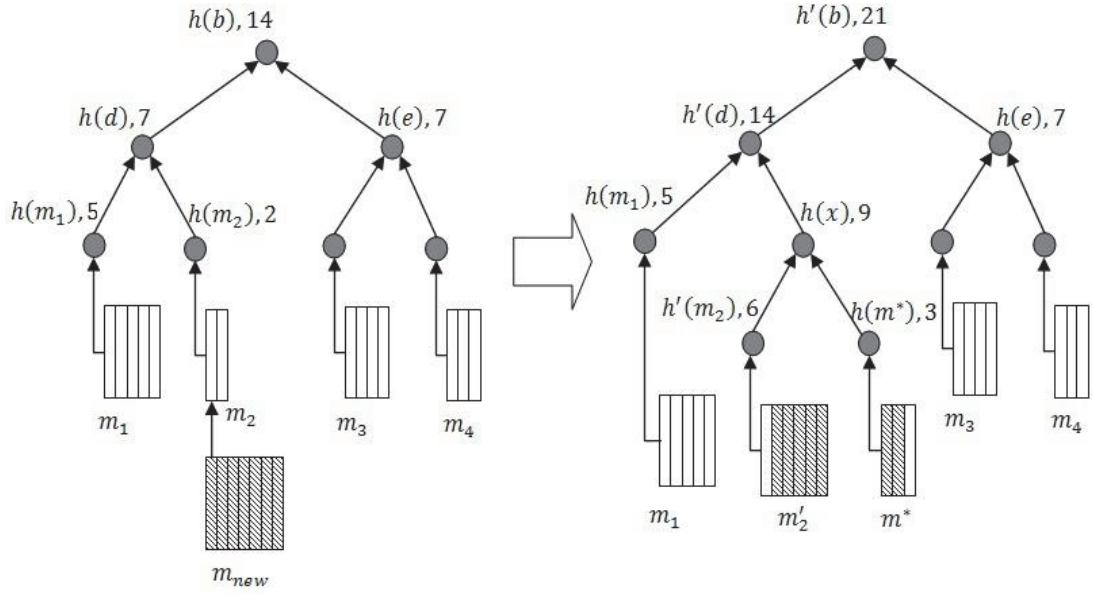 h(b), 14
h(d), 7
h(e), 7
h(m₁), 5
h(m₂), 2
m₁
m₂
m₃
m₄
mₙₑw
h′(b), 21
h′(d), 14
h(e), 7
h(m₁), 5
h(x), 9
h′(m₂), 6
h(m*), 3
m₁
m′₂
m*
m₃
m₄